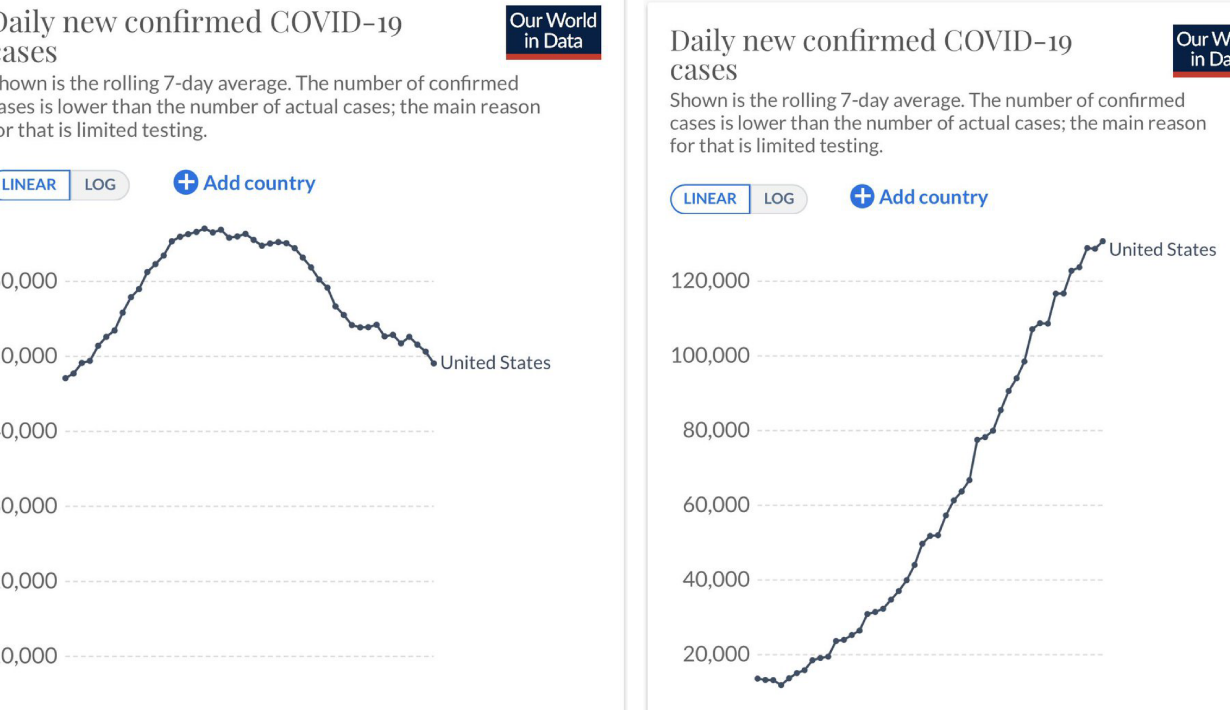 Daily new confirmed COVID-19
cases
Shown is the rolling 7-day average. The number of confirmed
cases is lower than the number of actual cases; the main reason
for that is limited testing.
Our World
in Data
LINEAR
LOG
Add country
0,000
0,000
United States
0,000
0,000
0,000
0,000
Daily new confirmed COVID-19
cases
Shown is the rolling 7-day average. The number of confirmed
cases is lower than the number of actual cases; the main reason
for that is limited testing.
Our W
in Da
LINEAR
LOG
Add country
United States
120,000
100,000
80,000
60,000
40,000
20,000